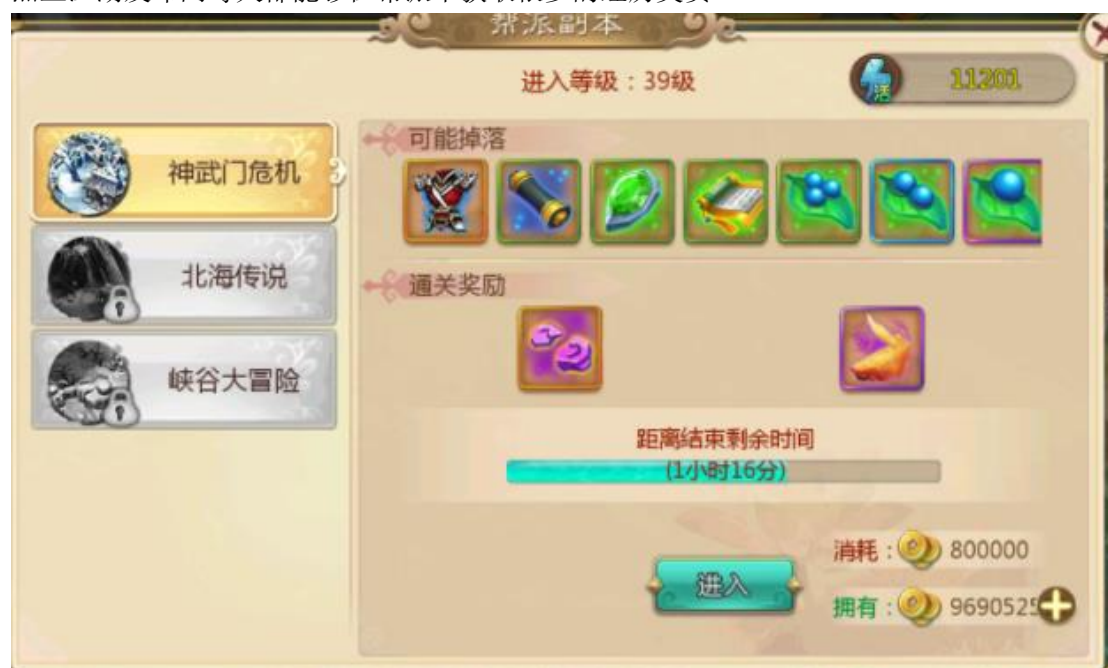 帮派副本
进入等级：39级
活
11201
神武门危机
北海传说
峡谷大冒险
可能掉落
通关奖励
距离结束剩余时间
(1小时16分)
进入
消耗：800000
拥有：9690525